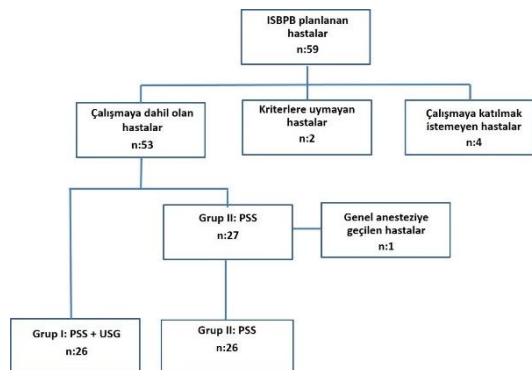 ISBPB planlanan
hastalar
n:59
Çalışmaya dahil olan
hastalar
n:53
Kriterlere uymayan
hastalar
n:2
Çalışmaya katılmak
istemeyen hastalar
n:4
Grup II: PSS
n:27
Genel anesteziye
geçilen hastalar
n:1
Grup I: PSS + USG
n:26
Grup II: PSS
n:26